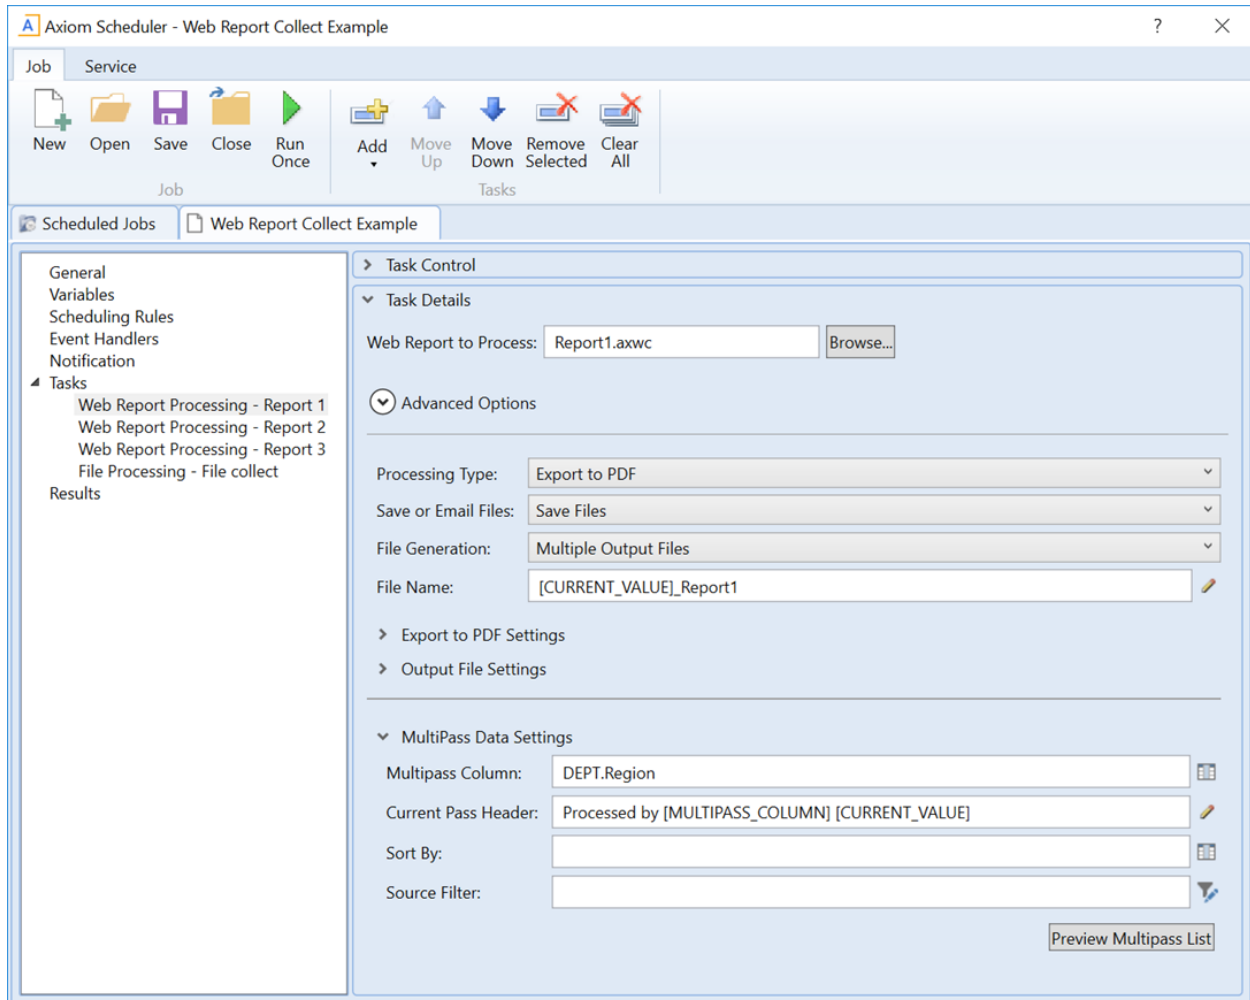 A Axiom Scheduler - Web Report Collect Example ?
Job Service
New Open Save Close Run Once Add Move Up Move Down Remove Selected Clear All
Job Tasks
Scheduled Jobs Web Report Collect Example
General
Variables
Scheduling Rules
Event Handlers
Notification
Tasks
Web Report Processing - Report 1
Web Report Processing - Report 2
Web Report Processing - Report 3
File Processing - File collect
Results
Task Control
Task Details
Web Report to Process: Report1.axwc Browse...
Advanced Options
Processing Type: Export to PDF
Save or Email Files: Save Files
File Generation: Multiple Output Files
File Name: [CURRENT_VALUE]_Report1
Export to PDF Settings
Output File Settings
MultiPass Data Settings
Multipass Column: DEPT.Region
Current Pass Header: Processed by [MULTIPASS_COLUMN] [CURRENT_VALUE]
Sort By:
Source Filter:
Preview Multipass List